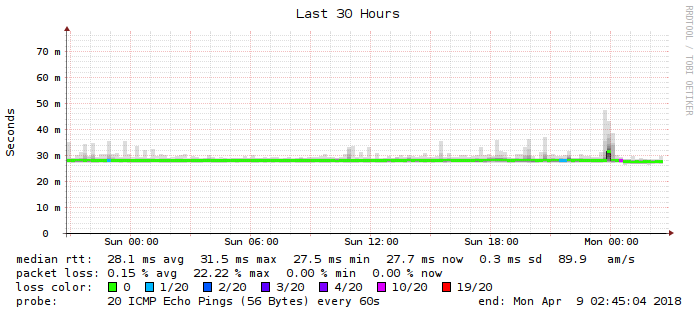 Last 30 Hours
RRDTOOL / TOBI OETIKER
Seconds
70 m
60 m
50 m
40 m
30 m
20 m
10 m
0
Sun 00:00 Sun 06:00 Sun 12:00 Sun 18:00 Mon 00:00
median rtt: 28.1 ms avg 31.5 ms max 27.5 ms min 27.7 ms now 0.3 ms sd 89.9 am/s
packet loss: 0.15 % avg 22.22 % max 0.00 % min 0.00 % now
loss color: 0 1/20 2/20 3/20 4/20 10/20 19/20
probe: 20 ICMP Echo Pings (56 Bytes) every 60s end: Mon Apr 9 02:45:04 2018